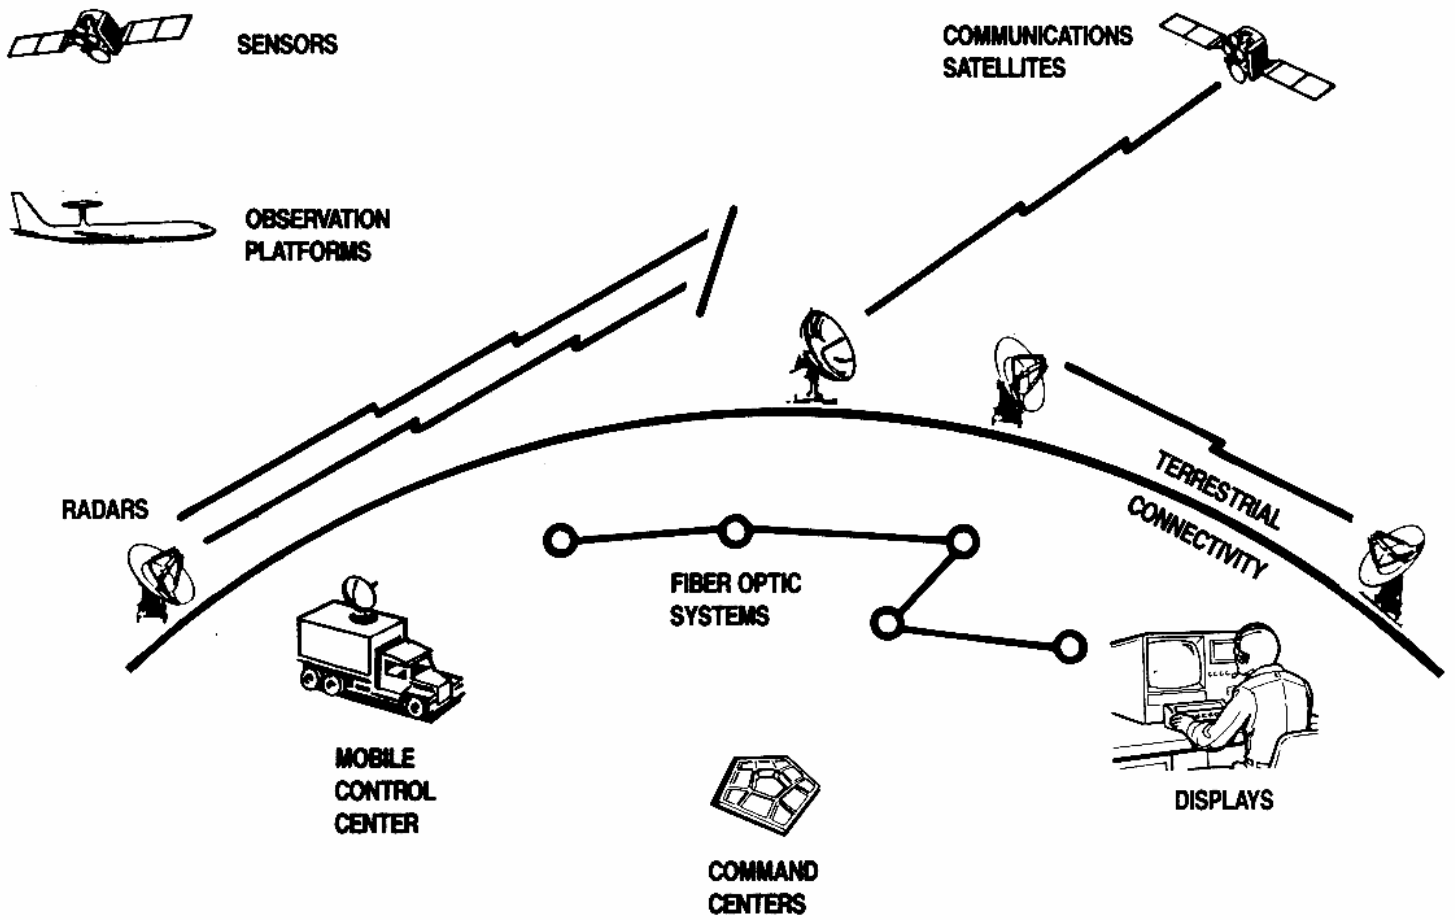 SENSORS
COMMUNICATIONS
SATELLITES
OBSERVATION
PLATFORMS
RADARS
TERRESTRIAL
CONNECTIVITY
FIBER OPTIC
SYSTEMS
MOBILE
CONTROL
CENTER
DISPLAYS
COMMAND
CENTERS